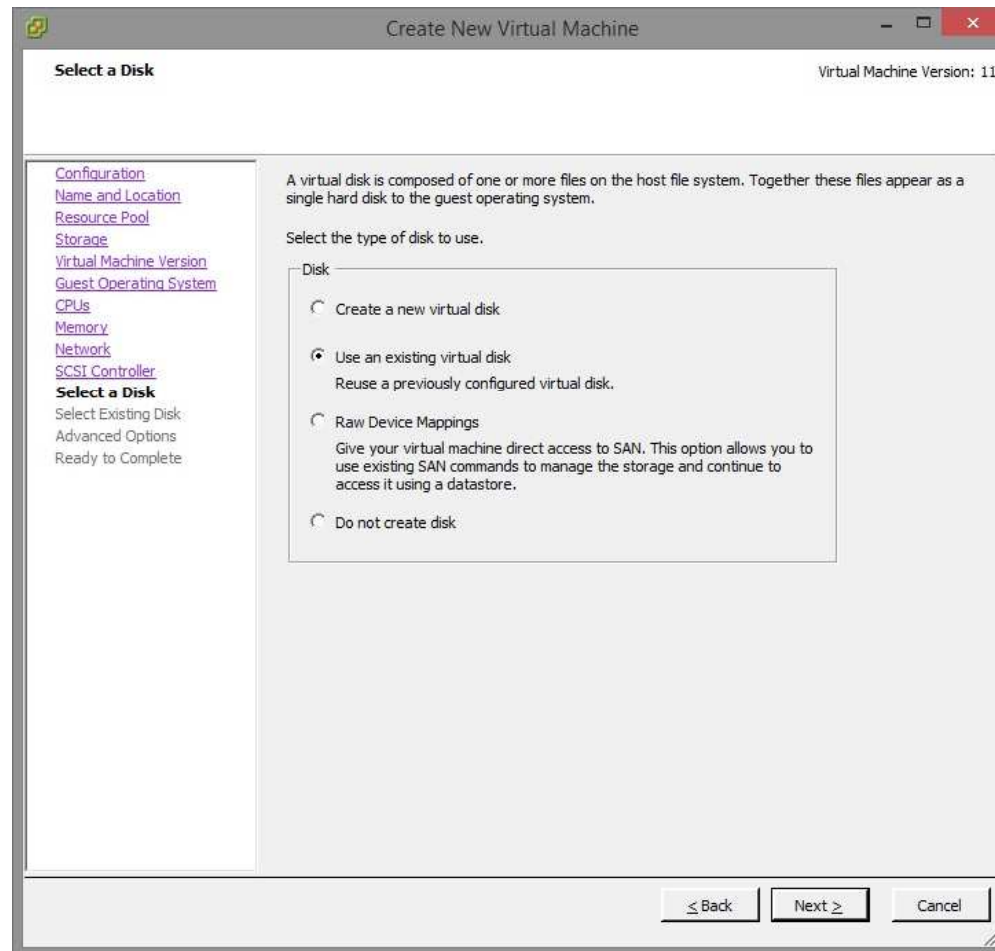 Create New Virtual Machine
Select a Disk
Virtual Machine Version: 11
Configuration
Name and Location
Resource Pool
Storage
Virtual Machine Version
Guest Operating System
CPUs
Memory
Network
SCSI Controller
Select a Disk
Select Existing Disk
Advanced Options
Ready to Complete
A virtual disk is composed of one or more files on the host file system. Together these files appear as a
single hard disk to the guest operating system.
Select the type of disk to use.
Disk
Create a new virtual disk
Use an existing virtual disk
Reuse a previously configured virtual disk.
Raw Device Mappings
Give your virtual machine direct access to SAN. This option allows you to
use existing SAN commands to manage the storage and continue to
access it using a datastore.
Do not create disk
< Back
Next >
Cancel